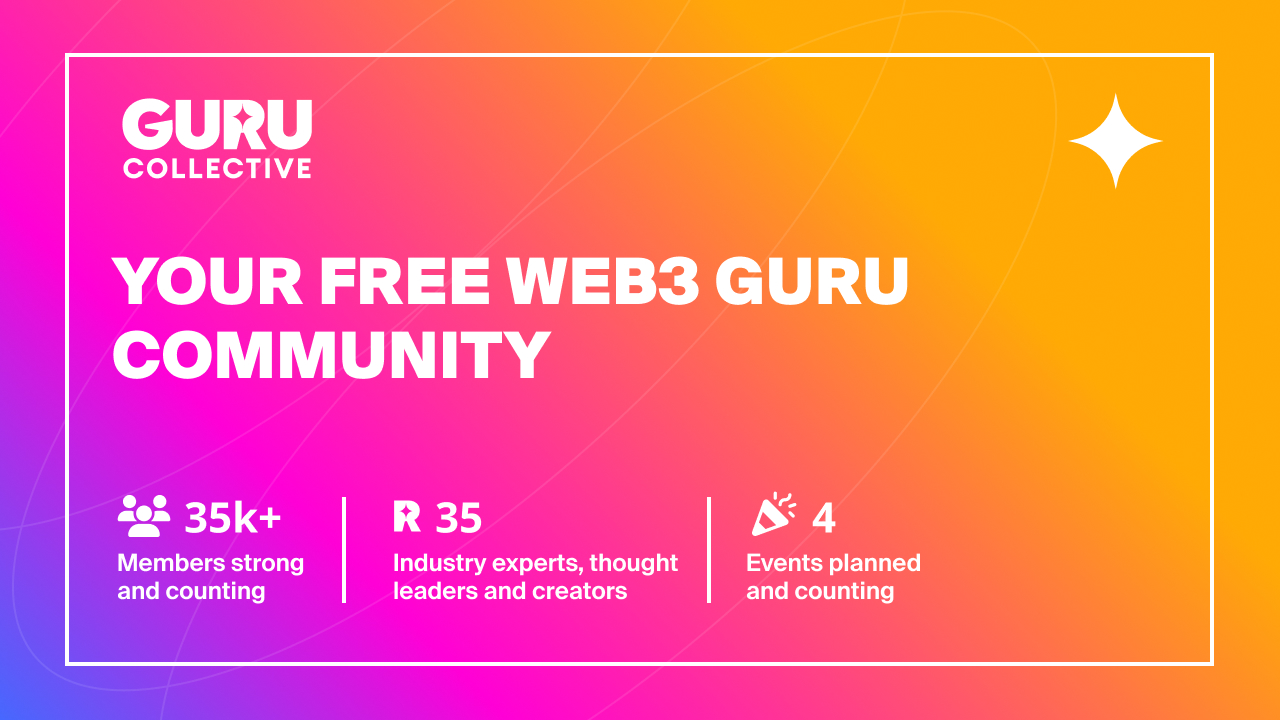 GURU
COLLECTIVE
YOUR FREE WEB3 GURU
COMMUNITY
35k+
Members strong
and counting
R 35
Industry experts, thought
leaders and creators
4
Events planned
and counting